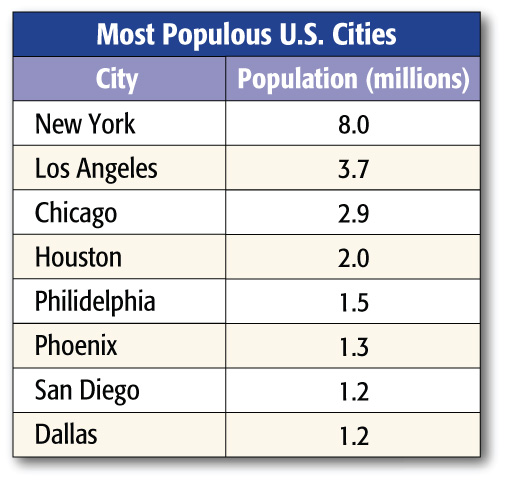 Most Populous U.S. Cities
City Population (millions)
New York 8.0
Los Angeles 3.7
Chicago 2.9
Houston 2.0
Philidelphia 1.5
Phoenix 1.3
San Diego 1.2
Dallas 1.2